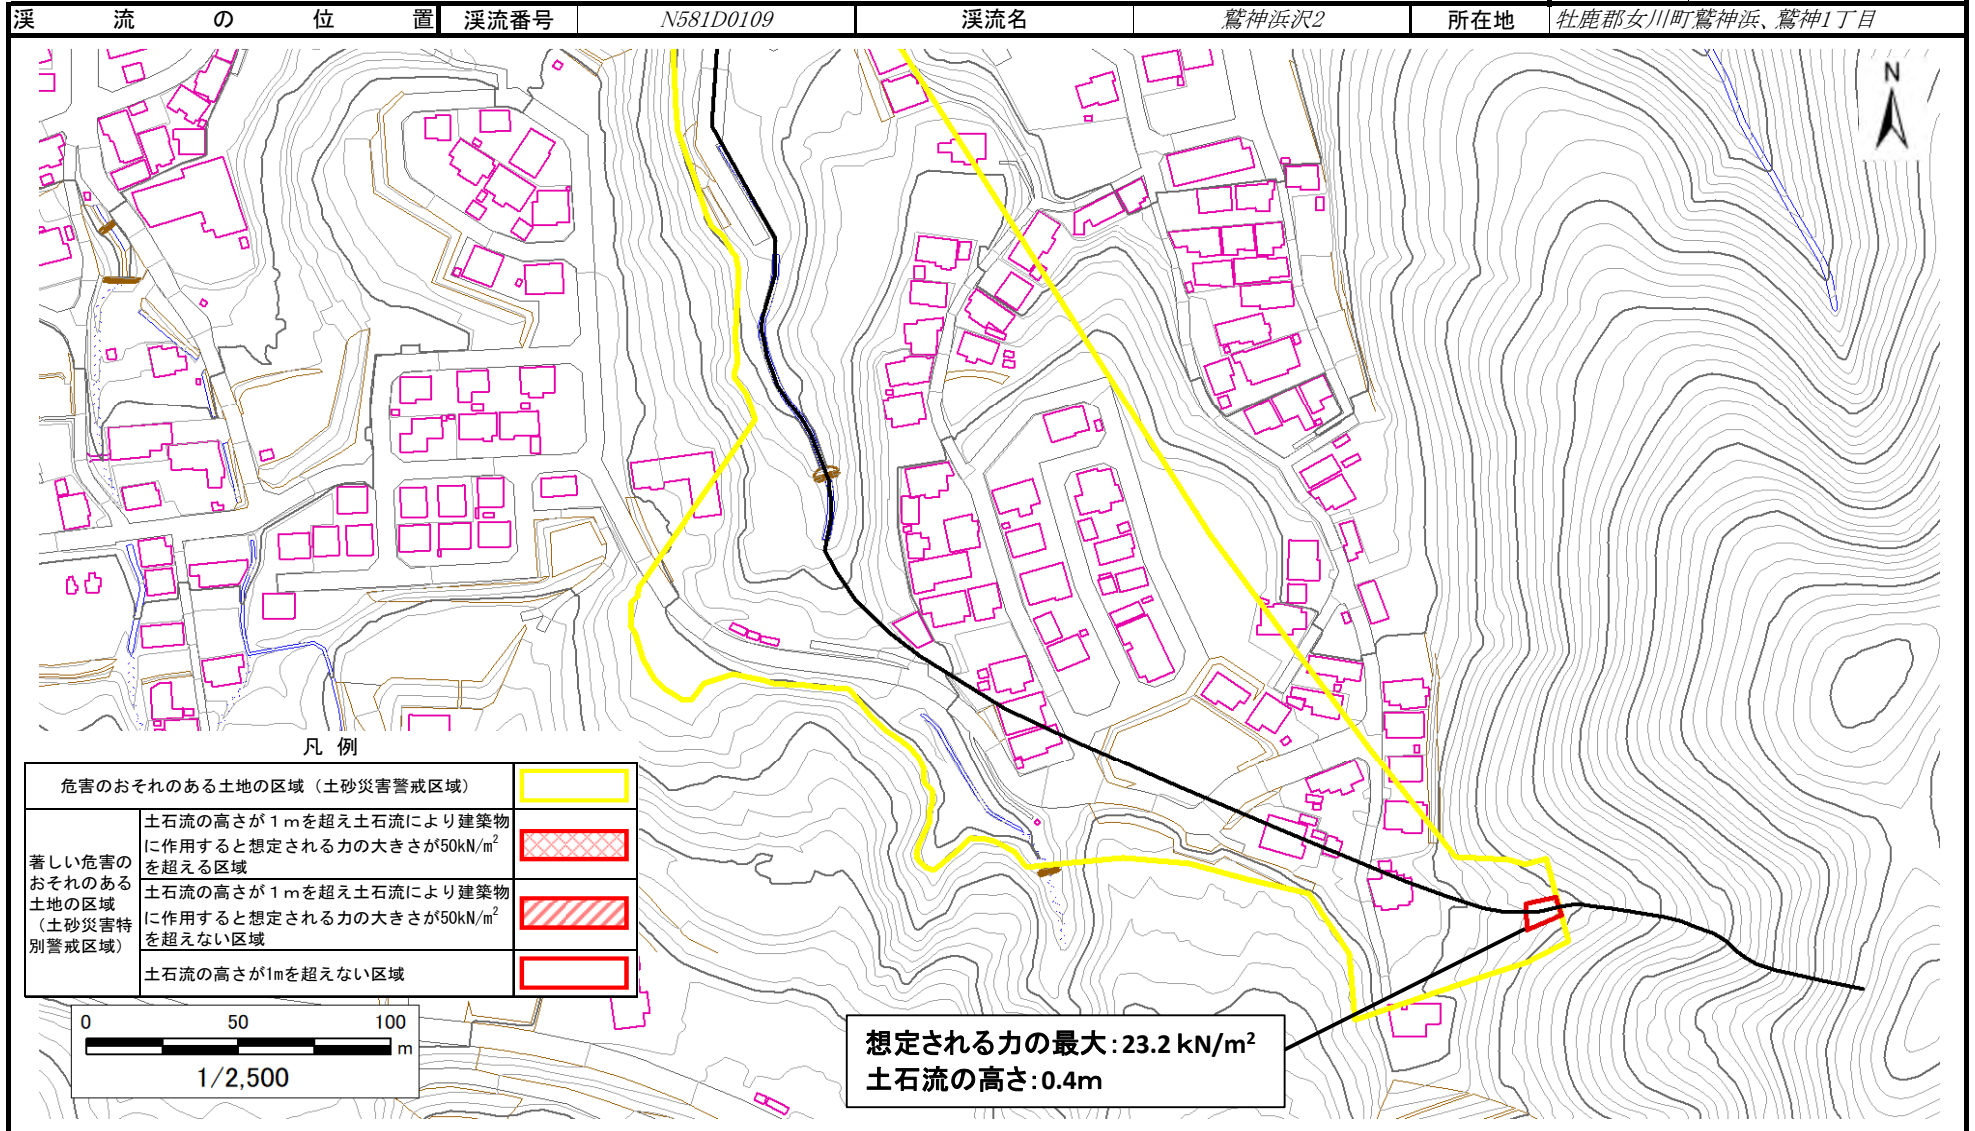 渓流の位置 渓流番号 N581D0109 渓流名 鷲神浜沢2 所在地 牡鹿郡女川町鷲神浜、鷲神1丁目
N
凡 例
危害のおそれのある土地の区域（土砂災害警戒区域）
著しい危害の
おそれのある
土地の区域
（土砂災害特
別警戒区域）
土石流の高さが１ｍを超え土石流により建築物
に作用すると想定される力の大きさが50kN/m²
を超える区域
土石流の高さが１ｍを超え土石流により建築物
に作用すると想定される力の大きさが50kN/m²
を超えない区域
土石流の高さが1mを超えない区域
0 50 100
m
1/2,500
想定される力の最大：23.2 kN/m²
土石流の高さ：0.4m